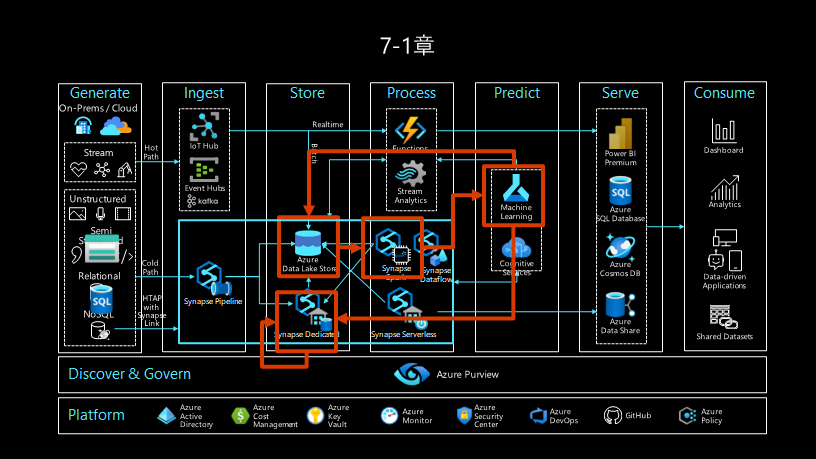 7-1章
Generate
Ingest
Store
Process
Predict
Serve
Consume
On-Prems / Cloud
Stream
Hot
Path
IoT Hub
Event Hubs
kafka
Realtime
Batch
Functions
Stream
Analytics
Machine
Learning
Cognitive
Services
Power BI
Premium
Azure
SQL Database
Azure
Cosmos DB
Azure
Data Share
Dashboard
Analytics
Data-driven
Applications
Shared Datasets
Unstructured
Semi
Relational
SQL
NoSQL
Cold
Path
HTAP
with
Synapse
Link
Synapse Pipeline
Azure
Data Lake Store
Synapse Dedicated
Synapse
Spark
Synapse
Dataflow
Synapse Serverless
SQL
Discover & Govern
Azure Purview
Platform
Azure
Active
Directory
Azure
Cost
Management
Azure
Key
Vault
Azure
Monitor
Azure
Security
Center
Azure
DevOps
GitHub
Azure
Policy